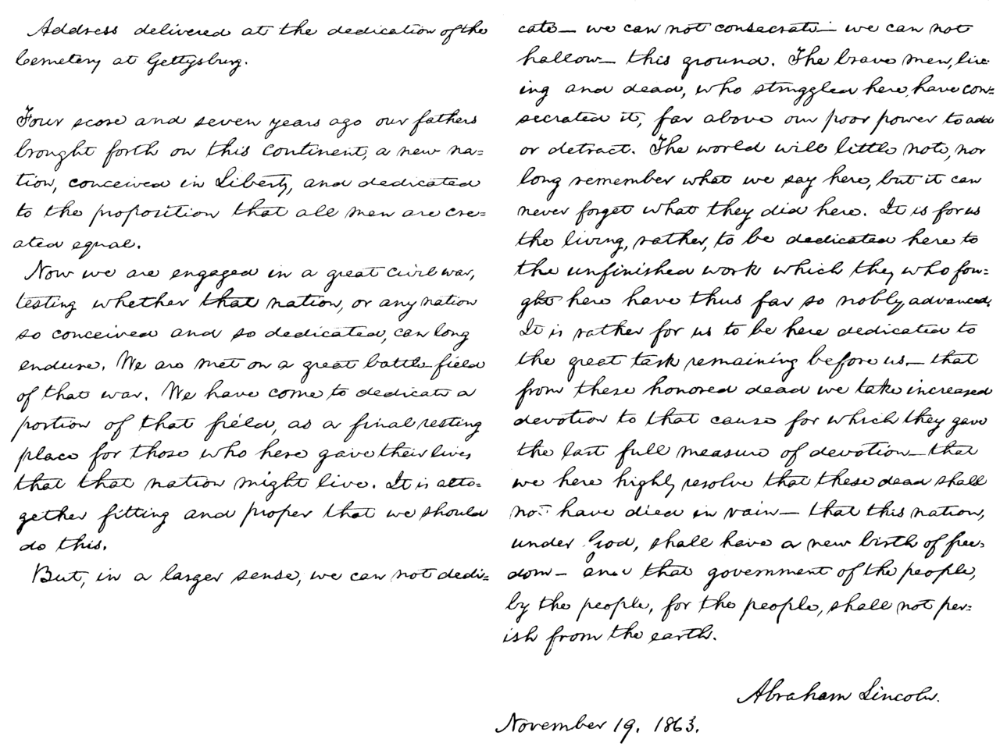 Address delivered at the dedication of the
Cemetery at Gettysburg.
Four score and seven years ago our fathers
brought forth on this continent, a new na=
tion, conceived in Liberty, and dedicated
to the proposition that all men are cre=
ated equal.
Now we are engaged in a great civil war,
testing whether that nation, or any nation
so conceived and so dedicated, can long
endure. We are met on a great battle-field
of that war. We have come to dedicate a
portion of that field, as a final resting
place for those who here gave their lives
that that nation might live. It is alto=
gether fitting and proper that we should
do this.
But, in a larger sense, we can not dedi=
cate— we can not consecrate— we can not
hallow— this ground. The brave men, liv=
ing and dead, who struggled here, have con=
secrated it, far above our poor power to add
or detract. The world will little note, nor
long remember what we say here, but it can
never forget what they did here. It is for us
the living, rather, to be dedicated here to
the unfinished work which they who fou=
ght here have thus far so nobly advanced.
It is rather for us to be here dedicated to
the great task remaining before us— that
from these honored dead we take increased
devotion to that cause for which they gave
the last full measure of devotion— that
we here highly resolve that these dead shall
not have died in vain— that this nation,
under God, shall have a new birth of free=
dom— and that government of the people,
by the people, for the people, shall not per=
ish from the earth.
Abraham Lincoln.
November 19, 1863.